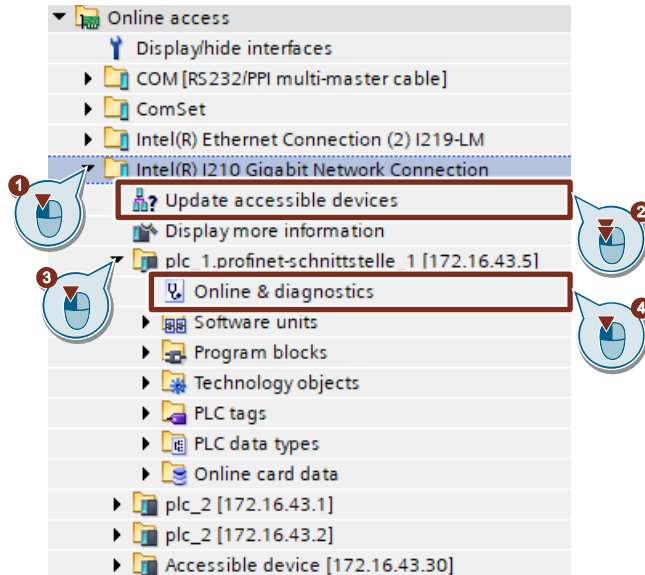 Online access
Display/hide interfaces
COM [RS232/PPI multi-master cable]
ComSet
Intel(R) Ethernet Connection (2) I219-LM
Intel(R) I210 Gigabit Network Connection
1
Update accessible devices
2
Display more information
plc_1.profinet-schnittstelle_1 [172.16.43.5]
3
Online & diagnostics
4
Software units
Program blocks
Technology objects
PLC tags
PLC data types
Online card data
plc_2 [172.16.43.1]
plc_2 [172.16.43.2]
Accessible device [172.16.43.30]